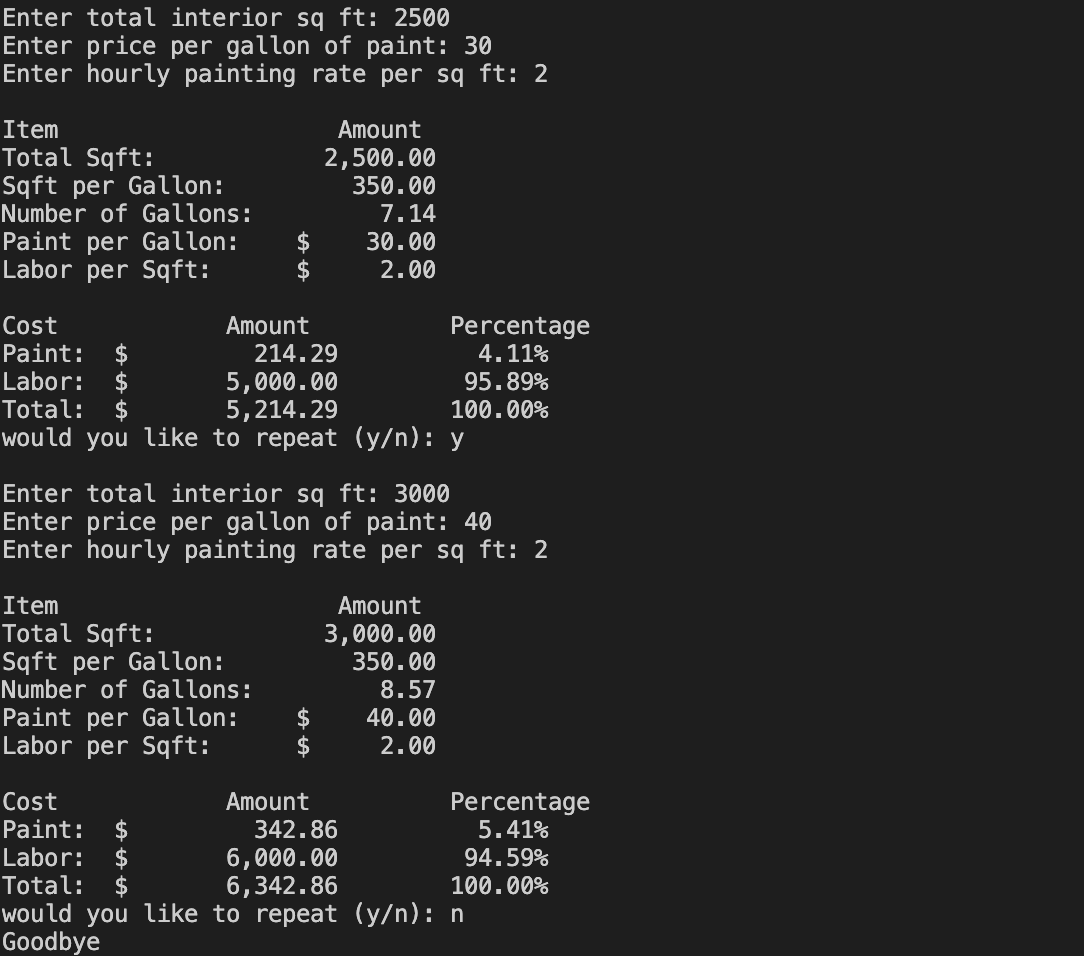 Enter total interior sq ft: 2500
Enter price per gallon of paint: 30
Enter hourly painting rate per sq ft: 2

Item                    Amount
Total Sqft:            2,500.00
Sqft per Gallon:         350.00
Number of Gallons:         7.14
Paint per Gallon:    $    30.00
Labor per Sqft:      $     2.00

Cost            Amount          Percentage
Paint:  $         214.29          4.11%
Labor:  $       5,000.00         95.89%
Total:  $       5,214.29        100.00%
would you like to repeat (y/n): y

Enter total interior sq ft: 3000
Enter price per gallon of paint: 40
Enter hourly painting rate per sq ft: 2

Item                    Amount
Total Sqft:            3,000.00
Sqft per Gallon:         350.00
Number of Gallons:         8.57
Paint per Gallon:    $    40.00
Labor per Sqft:      $     2.00

Cost            Amount          Percentage
Paint:  $         342.86          5.41%
Labor:  $       6,000.00         94.59%
Total:  $       6,342.86        100.00%
would you like to repeat (y/n): n
Goodbye